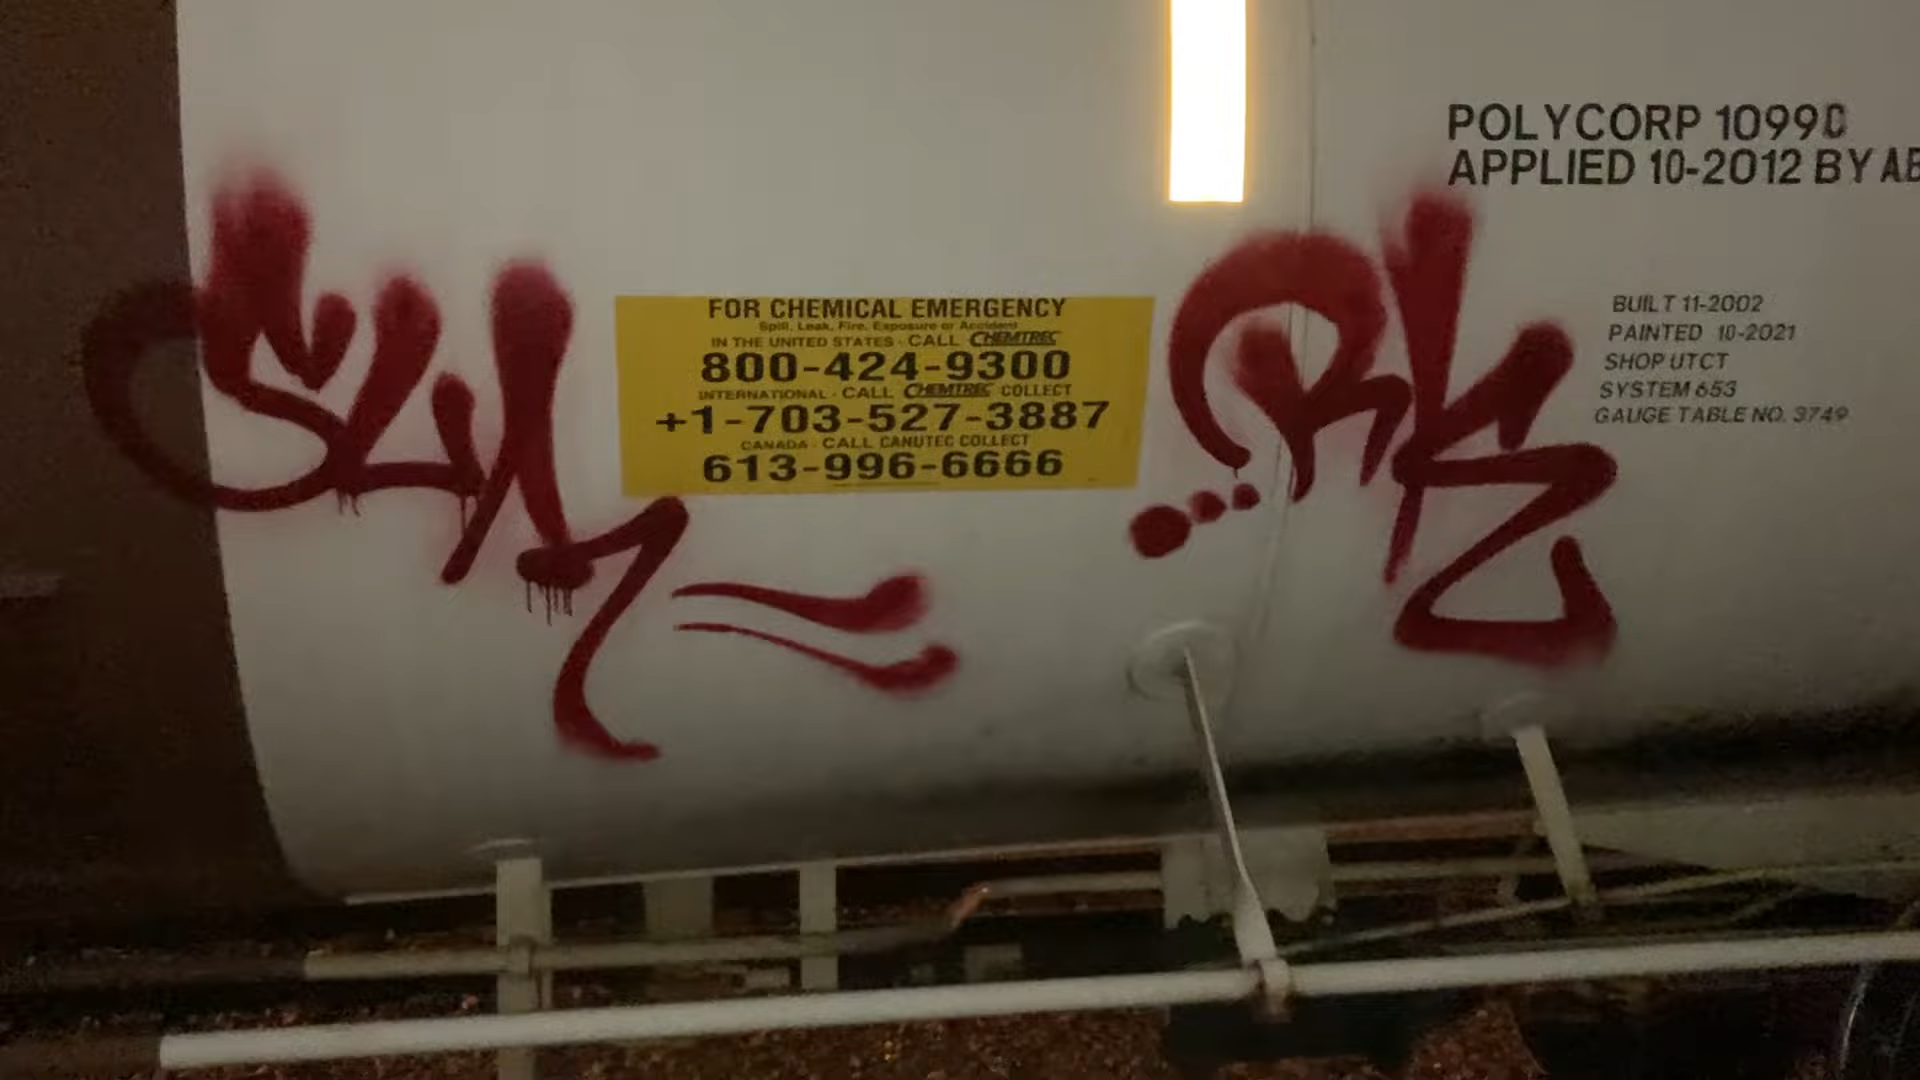 FOR CHEMICAL EMERGENCY
Spill, Leak, Fire, Exposure or Accident
IN THE UNITED STATES - CALL CHEMTREC
800-424-9300
INTERNATIONAL - CALL CHEMTREC COLLECT
+1-703-527-3887
CANADA - CALL CANUTEC COLLECT
613-996-6666
POLYCORP 1099C
APPLIED 10-2012 BY AB
BUILT 11-2002
PAINTED 10-2021
SHOP UTCT
SYSTEM 653
GAUGE TABLE NO. 3749